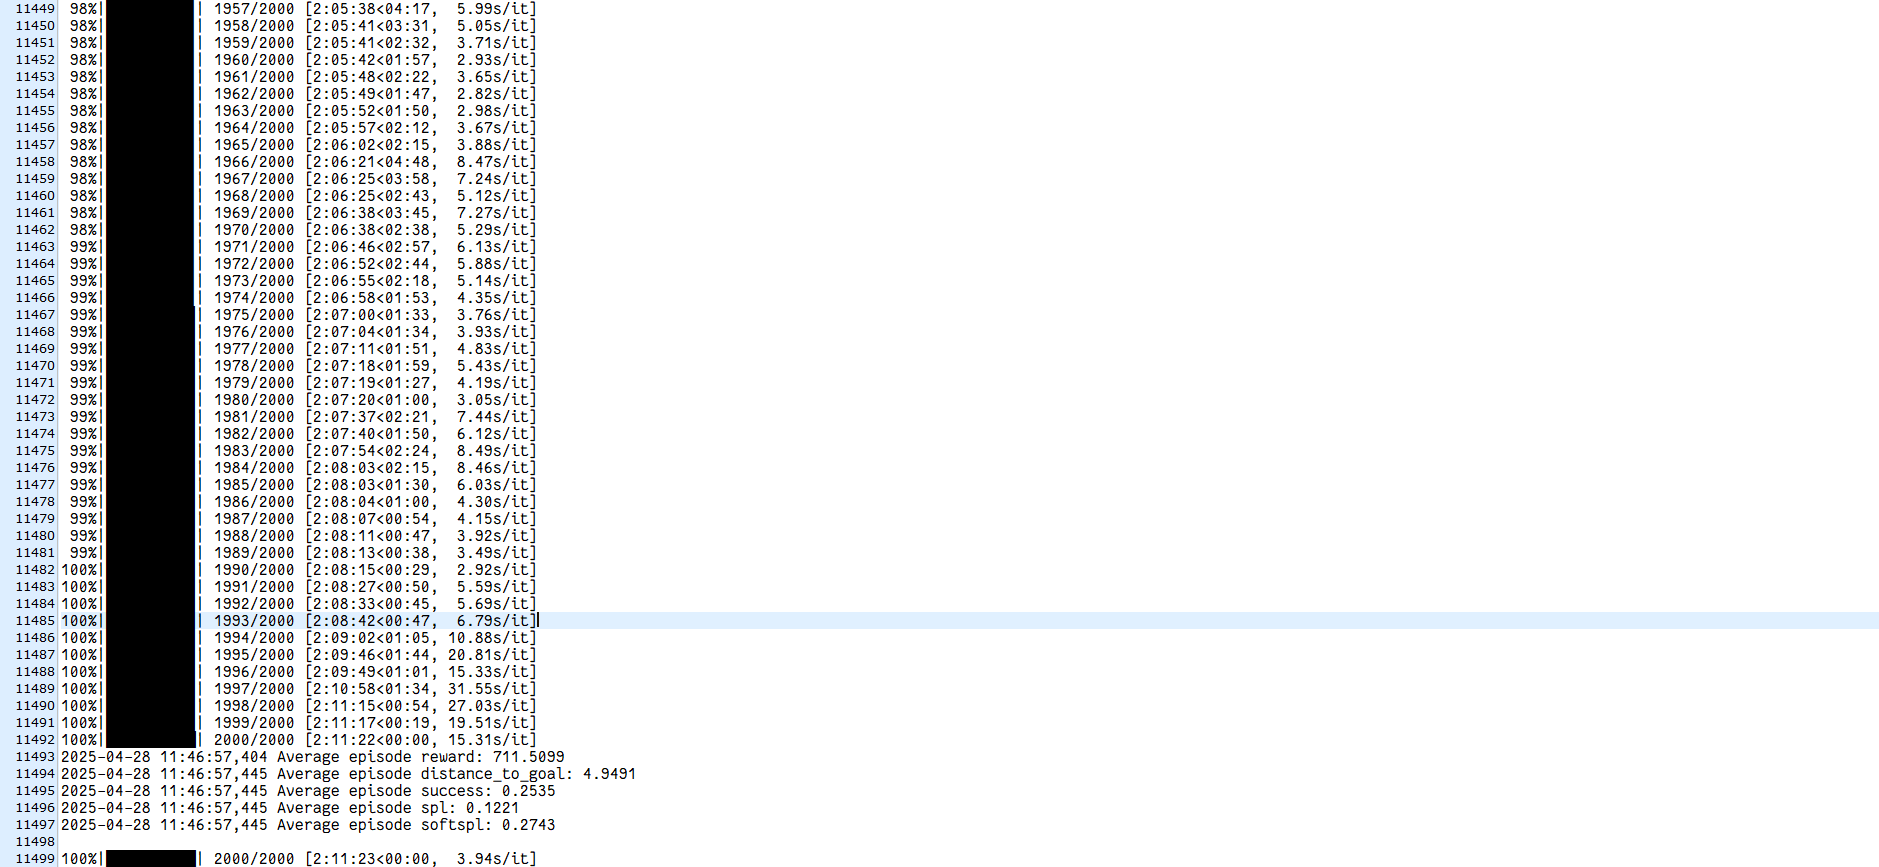 11449 98%| | 1957/2000 [2:05:38<04:17, 5.99s/it]
11450 98%| | 1958/2000 [2:05:41<03:31, 5.05s/it]
11451 98%| | 1959/2000 [2:05:41<02:32, 3.71s/it]
11452 98%| | 1960/2000 [2:05:42<01:57, 2.93s/it]
11453 98%| | 1961/2000 [2:05:48<02:22, 3.65s/it]
11454 98%| | 1962/2000 [2:05:49<01:47, 2.82s/it]
11455 98%| | 1963/2000 [2:05:52<01:50, 2.98s/it]
11456 98%| | 1964/2000 [2:05:57<02:12, 3.67s/it]
11457 98%| | 1965/2000 [2:06:02<02:15, 3.88s/it]
11458 98%| | 1966/2000 [2:06:21<04:48, 8.47s/it]
11459 98%| | 1967/2000 [2:06:25<03:58, 7.24s/it]
11460 98%| | 1968/2000 [2:06:25<02:43, 5.12s/it]
11461 98%| | 1969/2000 [2:06:38<03:45, 7.27s/it]
11462 98%| | 1970/2000 [2:06:38<02:38, 5.29s/it]
11463 99%| | 1971/2000 [2:06:46<02:57, 6.13s/it]
11464 99%| | 1972/2000 [2:06:52<02:44, 5.88s/it]
11465 99%| | 1973/2000 [2:06:55<02:18, 5.14s/it]
11466 99%| | 1974/2000 [2:06:58<01:53, 4.35s/it]
11467 99%| | 1975/2000 [2:07:00<01:33, 3.76s/it]
11468 99%| | 1976/2000 [2:07:04<01:34, 3.93s/it]
11469 99%| | 1977/2000 [2:07:11<01:51, 4.83s/it]
11470 99%| | 1978/2000 [2:07:18<01:59, 5.43s/it]
11471 99%| | 1979/2000 [2:07:19<01:27, 4.19s/it]
11472 99%| | 1980/2000 [2:07:20<01:00, 3.05s/it]
11473 99%| | 1981/2000 [2:07:37<02:21, 7.44s/it]
11474 99%| | 1982/2000 [2:07:40<01:50, 6.12s/it]
11475 99%| | 1983/2000 [2:07:54<02:24, 8.49s/it]
11476 99%| | 1984/2000 [2:08:03<02:15, 8.46s/it]
11477 99%| | 1985/2000 [2:08:03<01:30, 6.03s/it]
11478 99%| | 1986/2000 [2:08:04<01:00, 4.30s/it]
11479 99%| | 1987/2000 [2:08:07<00:54, 4.15s/it]
11480 99%| | 1988/2000 [2:08:11<00:47, 3.92s/it]
11481 99%| | 1989/2000 [2:08:13<00:38, 3.49s/it]
11482 100%| | 1990/2000 [2:08:15<00:29, 2.92s/it]
11483 100%| | 1991/2000 [2:08:27<00:50, 5.59s/it]
11484 100%| | 1992/2000 [2:08:33<00:45, 5.69s/it]
11485 100%| | 1993/2000 [2:08:42<00:47, 6.79s/it]
11486 100%| | 1994/2000 [2:09:02<01:05, 10.88s/it]
11487 100%| | 1995/2000 [2:09:46<01:44, 20.81s/it]
11488 100%| | 1996/2000 [2:09:49<01:01, 15.33s/it]
11489 100%| | 1997/2000 [2:10:58<01:34, 31.55s/it]
11490 100%| | 1998/2000 [2:11:15<00:54, 27.03s/it]
11491 100%| | 1999/2000 [2:11:17<00:19, 19.51s/it]
11492 100%| | 2000/2000 [2:11:22<00:00, 15.31s/it]
11493 2025-04-28 11:46:57,404 Average episode reward: 711.5099
11494 2025-04-28 11:46:57,445 Average episode distance_to_goal: 4.9491
11495 2025-04-28 11:46:57,445 Average episode success: 0.2535
11496 2025-04-28 11:46:57,445 Average episode spl: 0.1221
11497 2025-04-28 11:46:57,445 Average episode softspl: 0.2743
11498
11499 100%| | 2000/2000 [2:11:23<00:00, 3.94s/it]